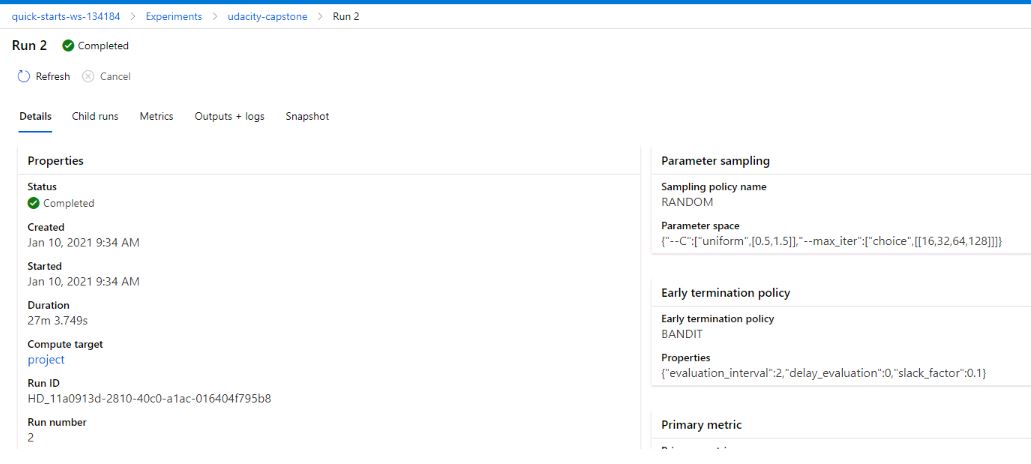 quick-starts-ws-134184 > Experiments > udacity-capstone > Run 2
Run 2 Completed
Refresh Cancel
Details Child runs Metrics Outputs + logs Snapshot
Properties
Status
Completed
Created
Jan 10, 2021 9:34 AM
Started
Jan 10, 2021 9:34 AM
Duration
27m 3.749s
Compute target
project
Run ID
HD_11a0913d-2810-40c0-a1ac-016404f795b8
Run number
2
Parameter sampling
Sampling policy name
RANDOM
Parameter space
{"--C":["uniform",[0.5,1.5]],"--max_iter":["choice",[[16,32,64,128]]]}
Early termination policy
Early termination policy
BANDIT
Properties
{"evaluation_interval":2,"delay_evaluation":0,"slack_factor":0.1}
Primary metric